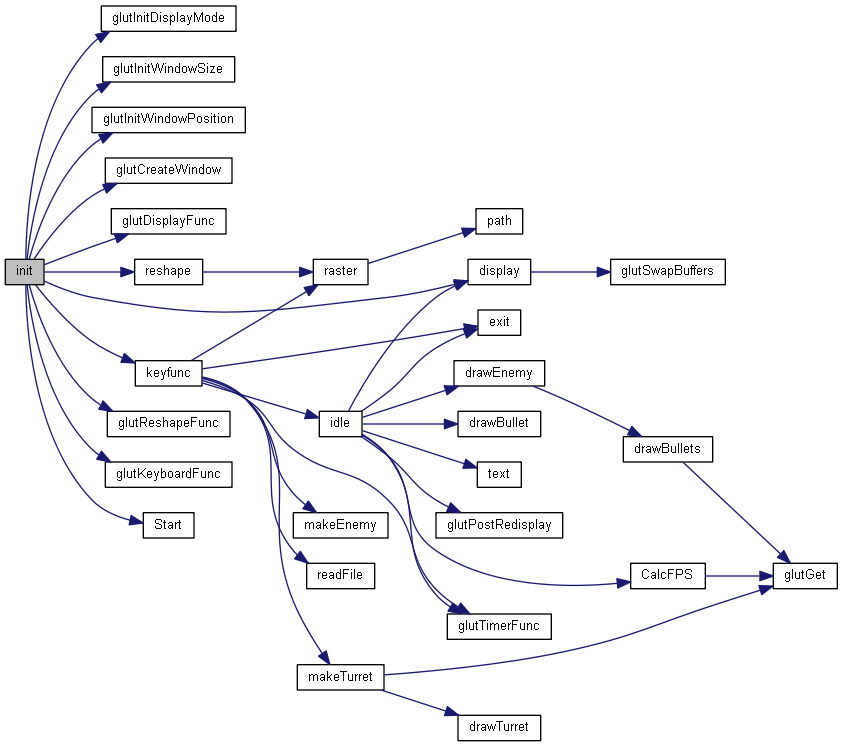 glutInitDisplayMode
glutInitWindowSize
glutInitWindowPosition
glutCreateWindow
glutDisplayFunc
path
init
reshape
raster
display
glutSwapBuffers
exit
keyfunc
drawEnemy
glutReshapeFunc
idle
drawBullet
drawBullets
glutKeyboardFunc
text
Start
makeEnemy
glutPostRedisplay
readFile
CalcFPS
glutGet
glutTimerFunc
makeTurret
drawTurret